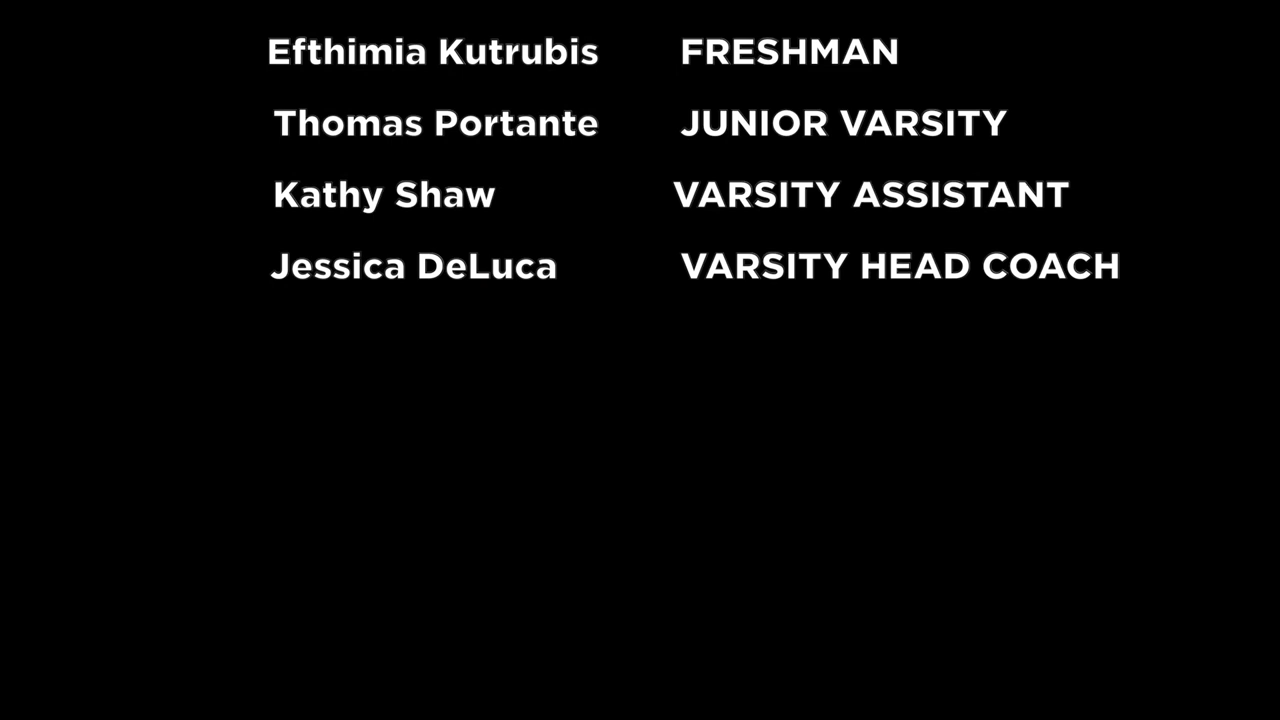 Efthimia Kutrubis FRESHMAN
Thomas Portante JUNIOR VARSITY
Kathy Shaw VARSITY ASSISTANT
Jessica DeLuca VARSITY HEAD COACH